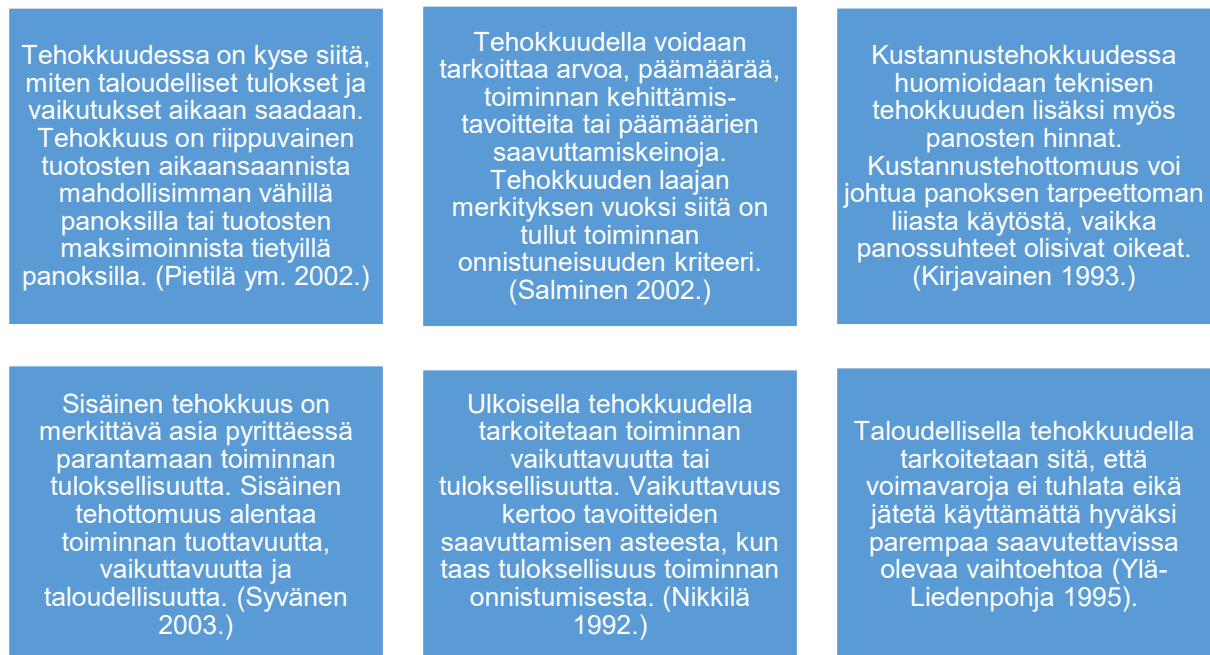 Tehokkuudessa on kyse siitä,
miten taloudelliset tulokset ja
vaikutukset aikaan saadaan.
Tehokkuus on riippuvainen
tuotosten aikaansaannista
mahdollisimman vähillä
panoksilla tai tuotosten
maksimoinnista tietyillä
panoksilla. (Pietilä ym. 2002.)
Tehokkuudella voidaan
tarkoittaa arvoa, päämäärää,
toiminnan kehittämis-
tavoitteita tai päämäärien
saavuttamiskeinoja.
Tehokkuuden laajan
merkityksen vuoksi siitä on
tullut toiminnan
onnistuneisuuden kriteeri.
(Salminen 2002.)
Kustannustehokkuudessa
huomioidaan teknisen
tehokkuuden lisäksi myös
panosten hinnat.
Kustannustehottomuus voi
johtua panoksen tarpeettoman
liiasta käytöstä, vaikka
panossuhteet olisivat oikeat.
(Kirjavainen 1993.)
Sisäinen tehokkuus on
merkittävä asia pyrittäessä
parantamaan toiminnan
tuloksellisuutta. Sisäinen
tehottomuus alentaa
toiminnan tuottavuutta,
vaikuttavuutta ja
taloudellisuutta. (Syvänen
2003.)
Ulkoisella tehokkuudella
tarkoitetaan toiminnan
vaikuttavuutta tai
tuloksellisuutta. Vaikuttavuus
kertoo tavoitteiden
saavuttamisen asteesta, kun
taas tuloksellisuus toiminnan
onnistumisesta. (Nikkilä
1992.)
Taloudellisella tehokkuudella
tarkoitetaan sitä, että
voimavaroja ei tuhlata eikä
jätetä käyttämättä hyväksi
parempaa saavutettavissa
olevaa vaihtoehtoa (Ylä-
Liedenpohja 1995).